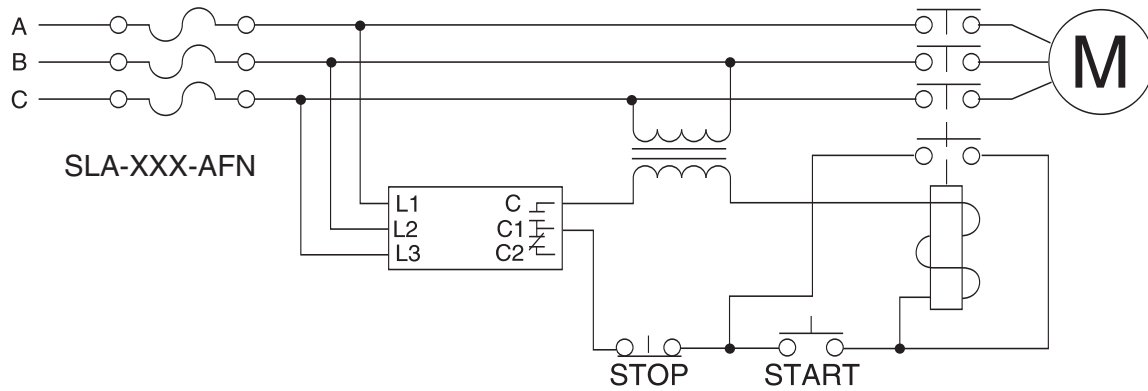 A
B
C
M
SLA-XXX-AFN
L1 C
L2 C1
L3 C2
STOP START